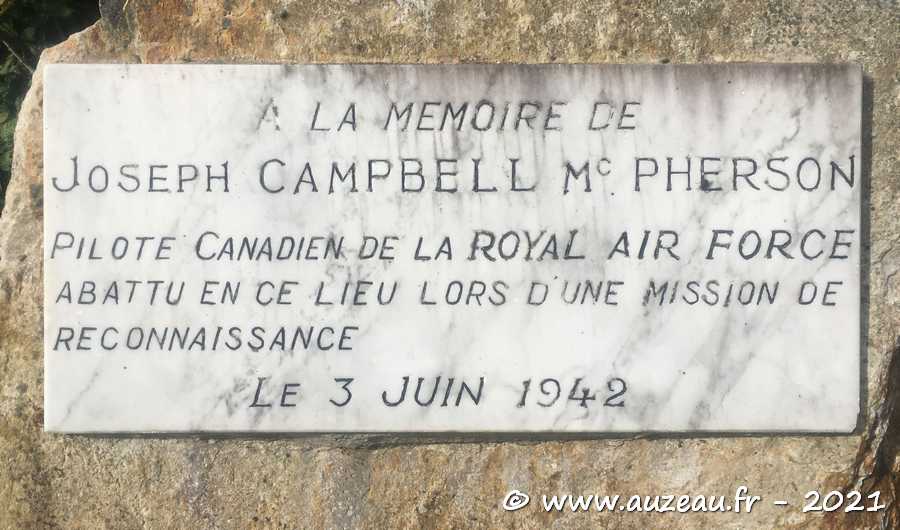 A LA MEMOIRE DE
JOSEPH CAMPBELL Mc PHERSON
PILOTE CANADIEN DE LA ROYAL AIR FORCE
ABATTU EN CE LIEU LORS D'UNE MISSION DE
RECONNAISSANCE
LE 3 JUIN 1942
© www.auzeau.fr - 2021